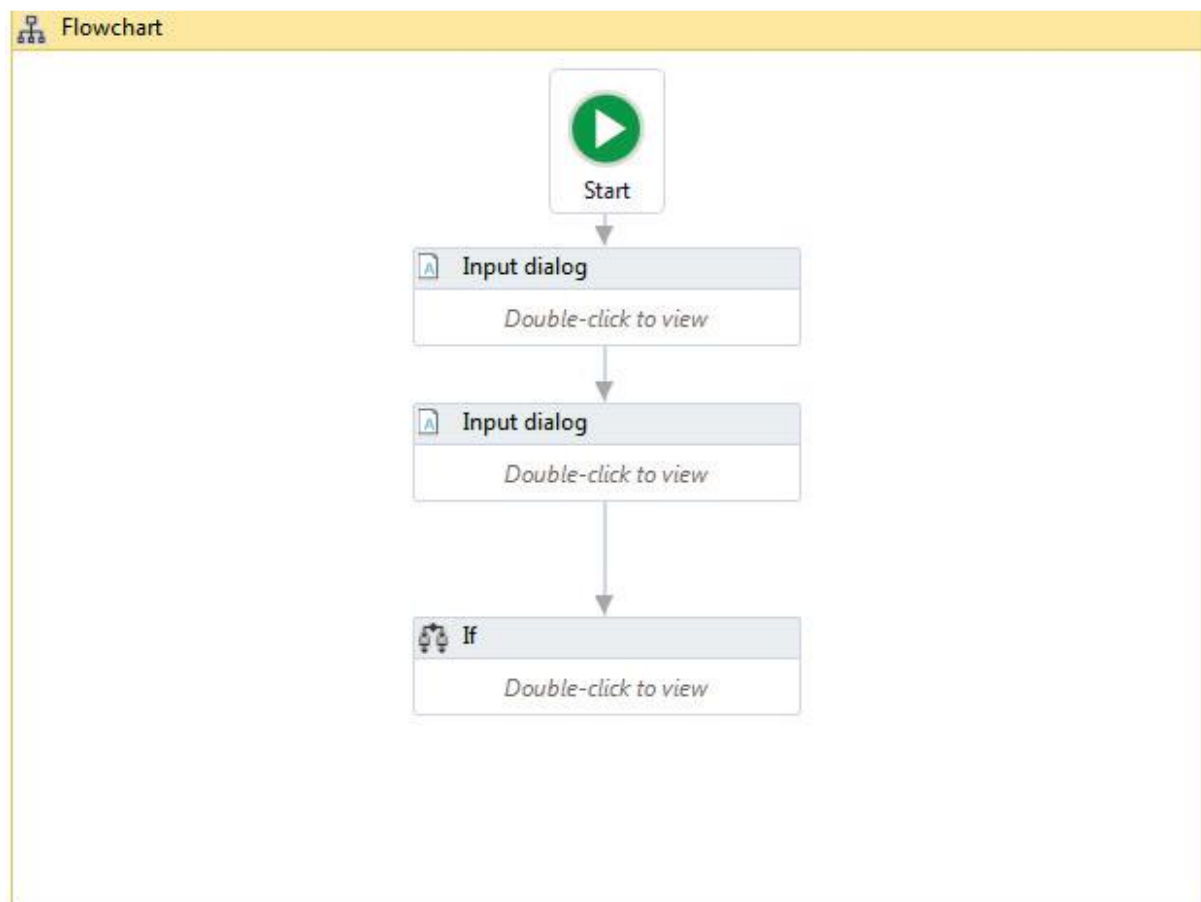 Flowchart
Start
Input dialog
Double-click to view
Input dialog
Double-click to view
If
Double-click to view